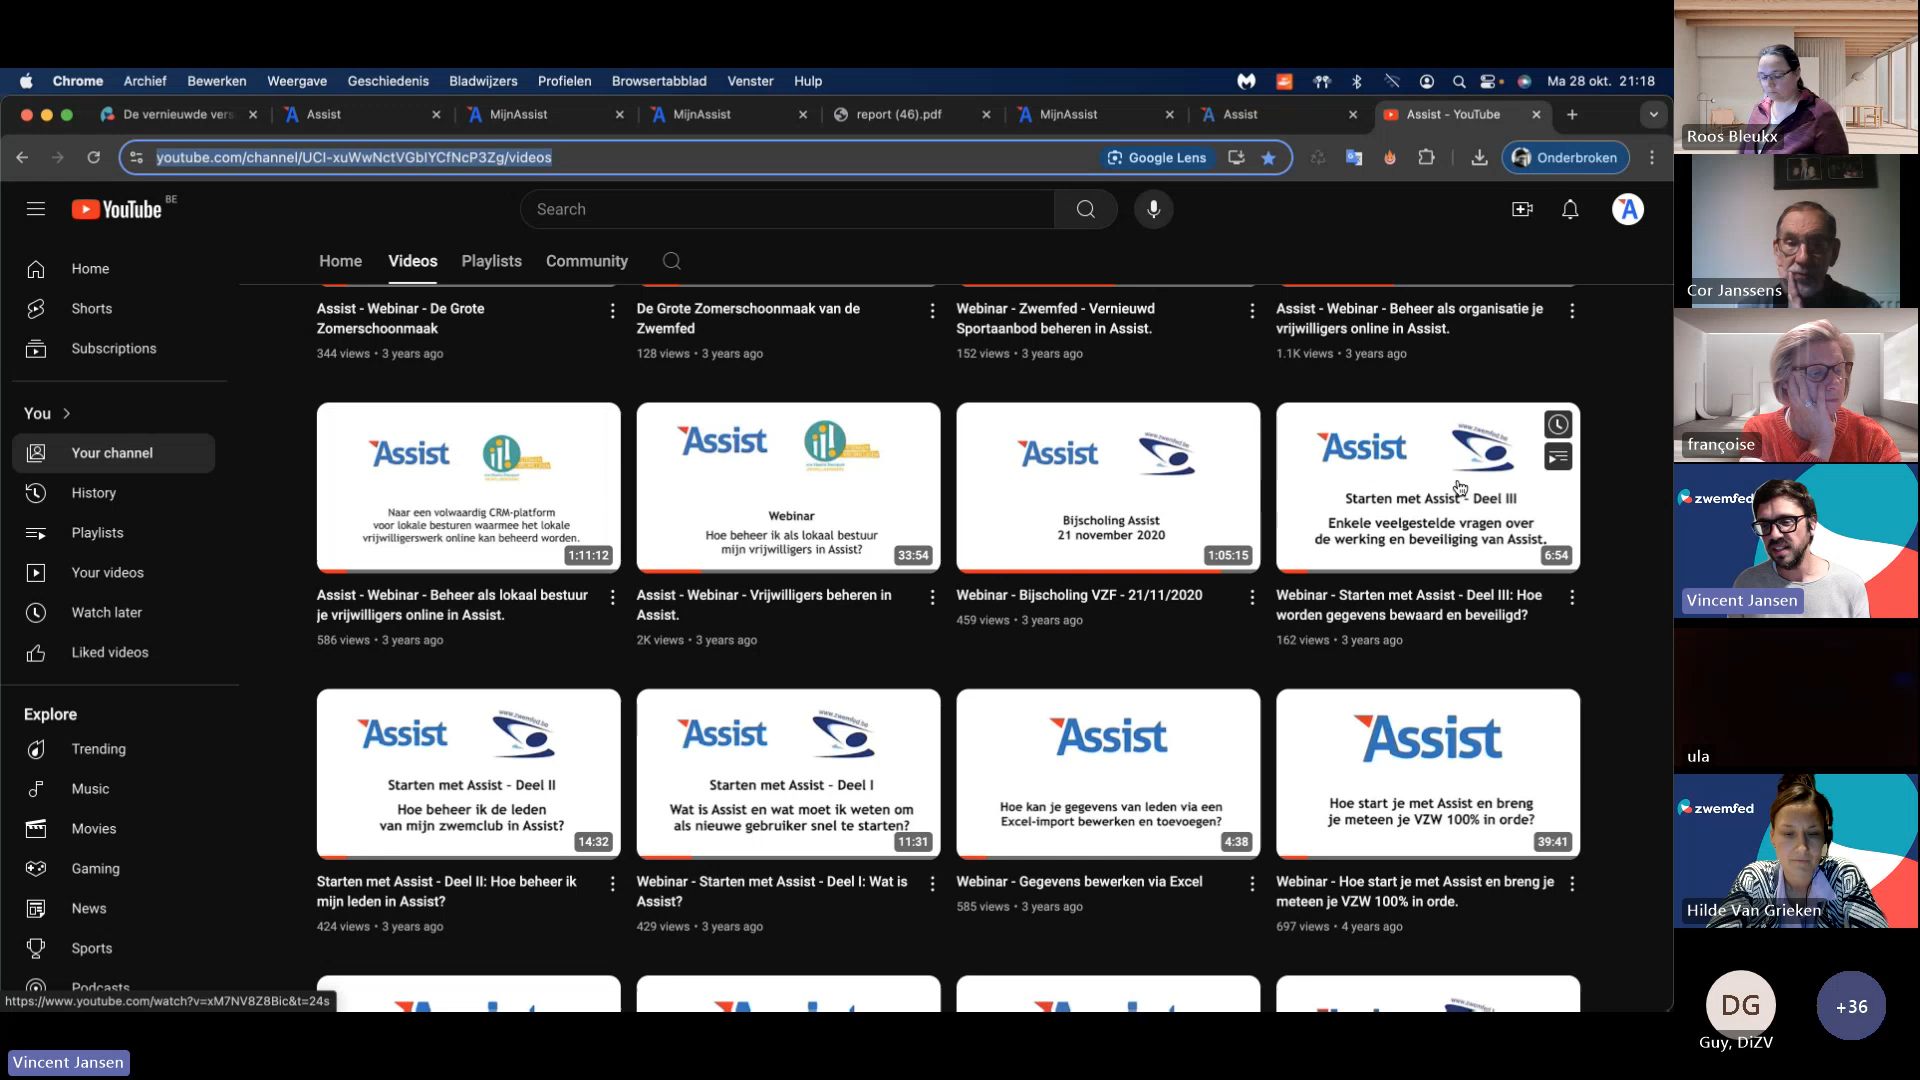 Chrome Archief Bewerken Weergave Geschiedenis Bladwijzers Profielen Browsertabblad Venster Hulp Ma 28 okt. 21:18
De vernieuwde vers Assist MijnAssist MijnAssist report (46).pdf MijnAssist Assist Assist - YouTube
youtube.com/channel/UCI-xuWwNctVGbIYCfNcP3Zg/videos Google Lens Onderbroken
YouTube BE Search
Home Videos Playlists Community
Home
Shorts
Subscriptions
You
Your channel
History
Playlists
Your videos
Watch later
Liked videos
Explore
Trending
Music
Movies
Gaming
News
Sports
Podcasts
https://www.youtube.com/watch?v=xM7NV8Z8Bic&t=24s
Assist - Webinar - De Grote
Zomerschoonmaak
344 views • 3 years ago
De Grote Zomerschoonmaak van de
Zwemfed
128 views • 3 years ago
Webinar - Zwemfed - Vernieuwd
Sportaanbod beheren in Assist.
152 views • 3 years ago
Assist - Webinar - Beheer als organisatie je
vrijwilligers online in Assist.
1.1K views • 3 years ago
Assist
Naar een volwaardig CRM-platform
voor lokale besturen waarmee het lokale
vrijwilligerswerk online kan beheerd worden.
1:11:12
Assist - Webinar - Beheer als lokaal bestuur
je vrijwilligers online in Assist.
586 views • 3 years ago
Assist
Webinar
Hoe beheer ik als lokaal bestuur
mijn vrijwilligers in Assist?
33:54
Assist - Webinar - Vrijwilligers beheren in
Assist.
2K views • 3 years ago
Assist www.zwemfed.be
Bijscholing Assist
21 november 2020
1:05:15
Webinar - Bijscholing VZF - 21/11/2020
459 views • 3 years ago
Assist www.zwemfed.be
Starten met Assist - Deel III
Enkele veelgestelde vragen over
de werking en beveiliging van Assist.
6:54
Webinar - Starten met Assist - Deel III: Hoe
worden gegevens bewaard en beveiligd?
162 views • 3 years ago
Assist www.zwemfed.be
Starten met Assist - Deel II
Hoe beheer ik de leden
van mijn zwemclub in Assist?
14:32
Starten met Assist - Deel II: Hoe beheer ik
mijn leden in Assist?
424 views • 3 years ago
Assist www.zwemfed.be
Starten met Assist - Deel I
Wat is Assist en wat moet ik weten om
als nieuwe gebruiker snel te starten?
11:31
Webinar - Starten met Assist - Deel I: Wat is
Assist?
429 views • 3 years ago
Assist
Hoe kan je gegevens van leden via een
Excel-import bewerken en toevoegen?
4:38
Webinar - Gegevens bewerken via Excel
585 views • 3 years ago
Assist
Hoe start je met Assist en breng
je meteen je VZW 100% in orde?
39:41
Webinar - Hoe start je met Assist en breng je
meteen je VZW 100% in orde.
697 views • 4 years ago
Roos Bleukx
Cor Janssens
françoise
zwemfed
Vincent Jansen
ula
zwemfed
Hilde Van Grieken
DG
Guy, DiZV
+36
Vincent Jansen